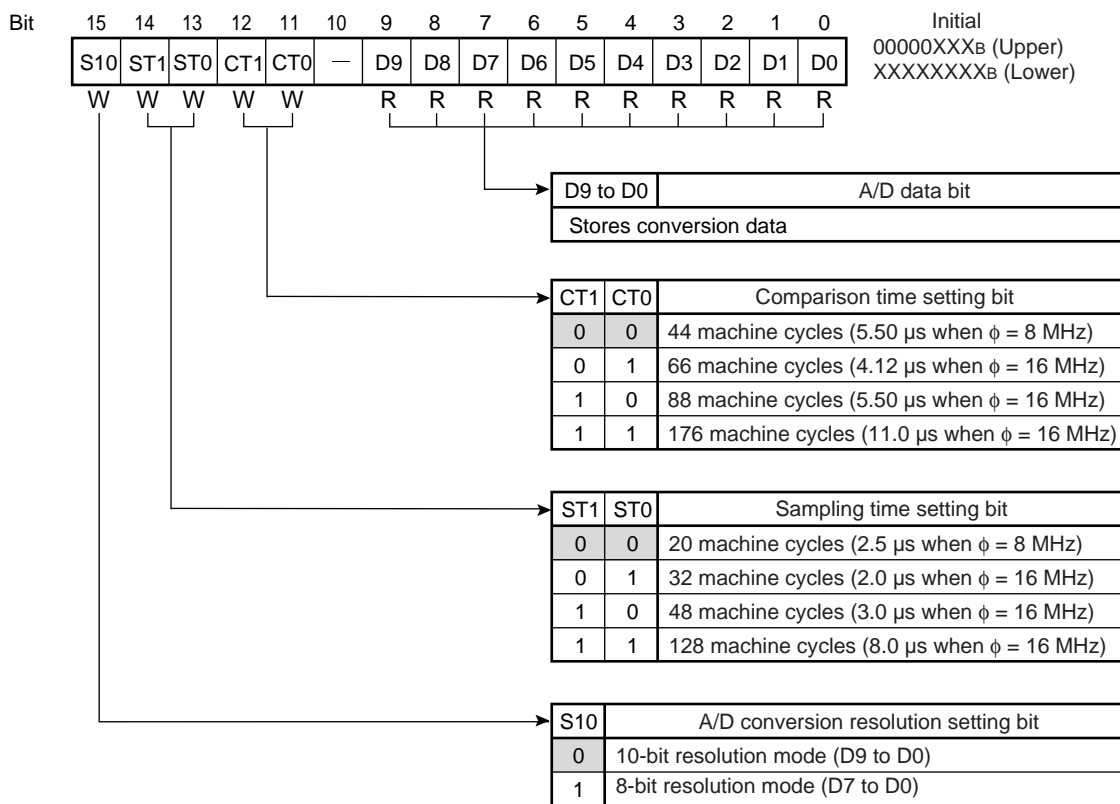 Bit 15 14 13 12 11 10 9 8 7 6 5 4 3 2 1 0 Initial
00000XXXB (Upper)
S10 ST1 ST0 CT1 CT0 — D9 D8 D7 D6 D5 D4 D3 D2 D1 D0
XXXXXXXXB (Lower)
W W W W W R R R R R R R R R R
D9 to D0 A/D data bit
Stores conversion data
CT1 CT0 Comparison time setting bit
0 0 44 machine cycles (5.50 µs when ϕ = 8 MHz)
0 1 66 machine cycles (4.12 µs when ϕ = 16 MHz)
1 0 88 machine cycles (5.50 µs when ϕ = 16 MHz)
1 1 176 machine cycles (11.0 µs when ϕ = 16 MHz)
ST1 ST0 Sampling time setting bit
0 0 20 machine cycles (2.5 µs when ϕ = 8 MHz)
0 1 32 machine cycles (2.0 µs when ϕ = 16 MHz)
1 0 48 machine cycles (3.0 µs when ϕ = 16 MHz)
1 1 128 machine cycles (8.0 µs when ϕ = 16 MHz)
S10 A/D conversion resolution setting bit
0 10-bit resolution mode (D9 to D0)
1 8-bit resolution mode (D7 to D0)